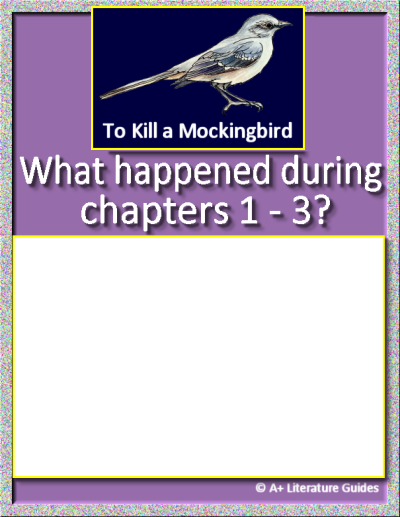 To Kill a Mockingbird
What happened during
chapters 1 - 3?
© A+ Literature Guides